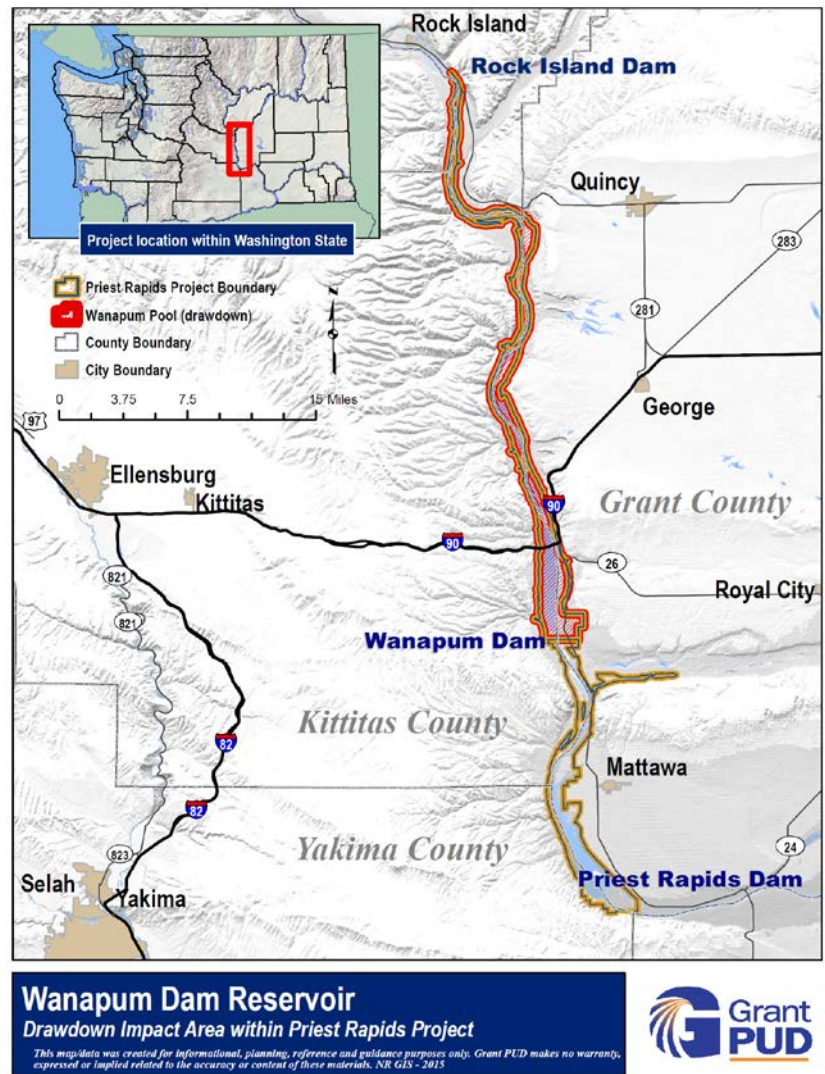 Rock Island
Rock Island Dam
Quincy
283
281
Project location within Washington State
Priest Rapids Project Boundary
Wanapum Pool (drawdown)
County Boundary
City Boundary
0 3.75 7.5 15 Miles
George
97
Ellensburg
Kittitas
90
Grant County
90
26
821
Royal City
821
Wanapum Dam
Kittitas County
82
Mattawa
82
Yakima County
823
24
Selah
Yakima
Priest Rapids Dam
Wanapum Dam Reservoir
Drawdown Impact Area within Priest Rapids Project
This map/data was created for informational, planning, reference and guidance purposes only. Grant PUD makes no warranty,
expressed or implied related to the accuracy or content of these materials. NR GIS - 2015
Grant
PUD